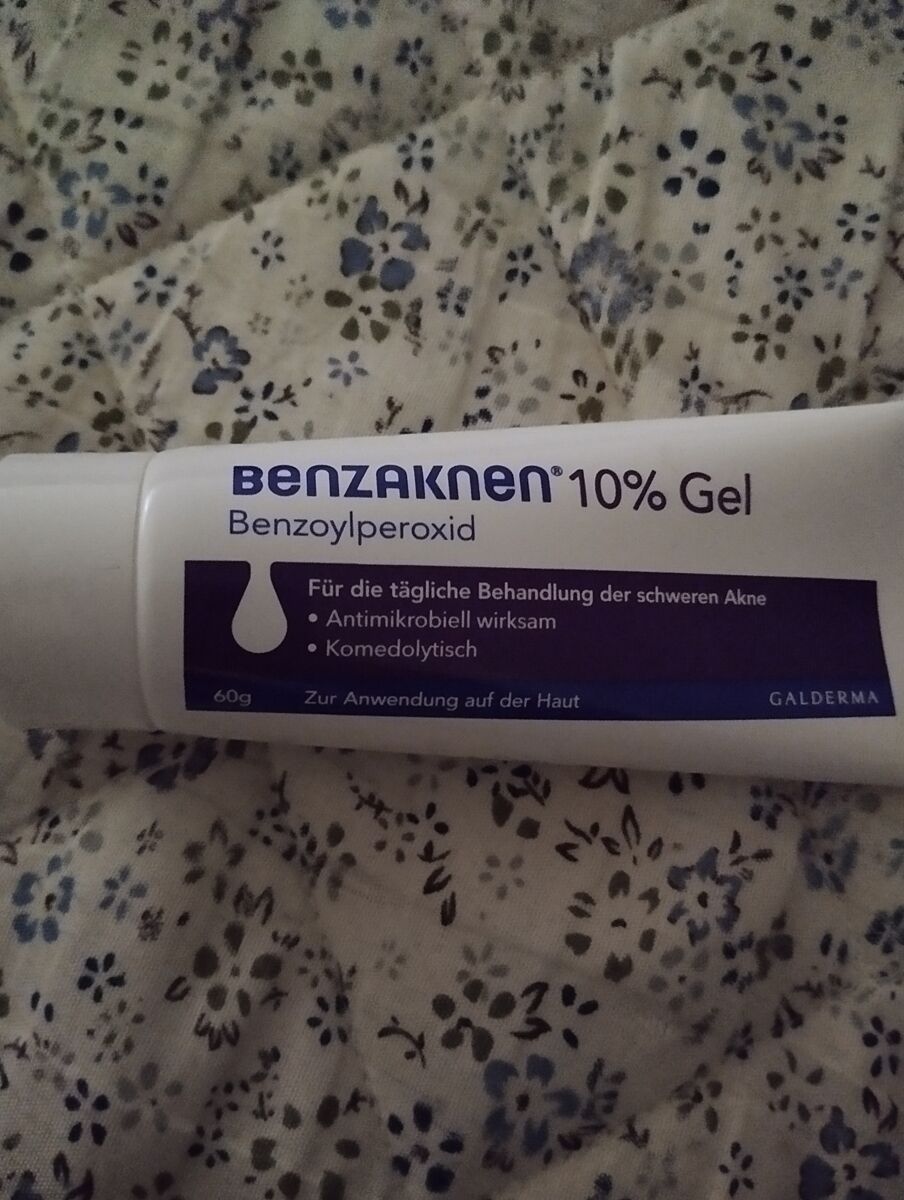 Benzaknen® 10% Gel
Benzoylperoxid
Für die tägliche Behandlung der schweren Akne
• Antimikrobiell wirksam
• Komedolytisch
60g Zur Anwendung auf der Haut GALDERMA